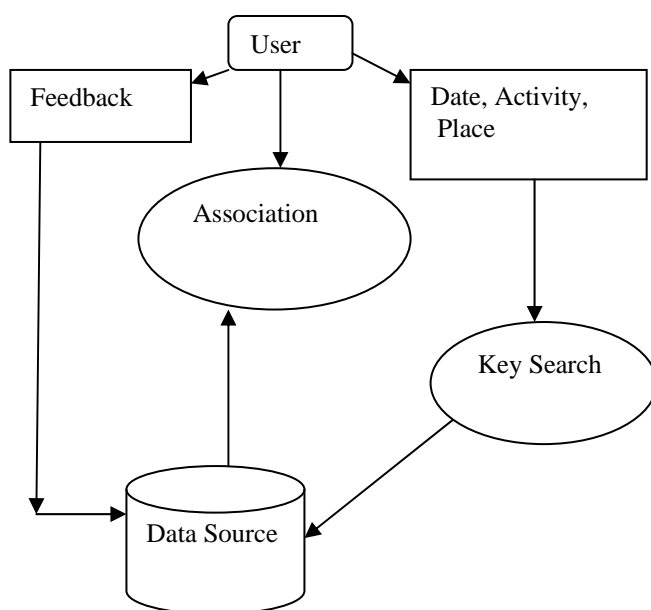 User
Feedback
Date, Activity,
Place
Association
Key Search
Data Source